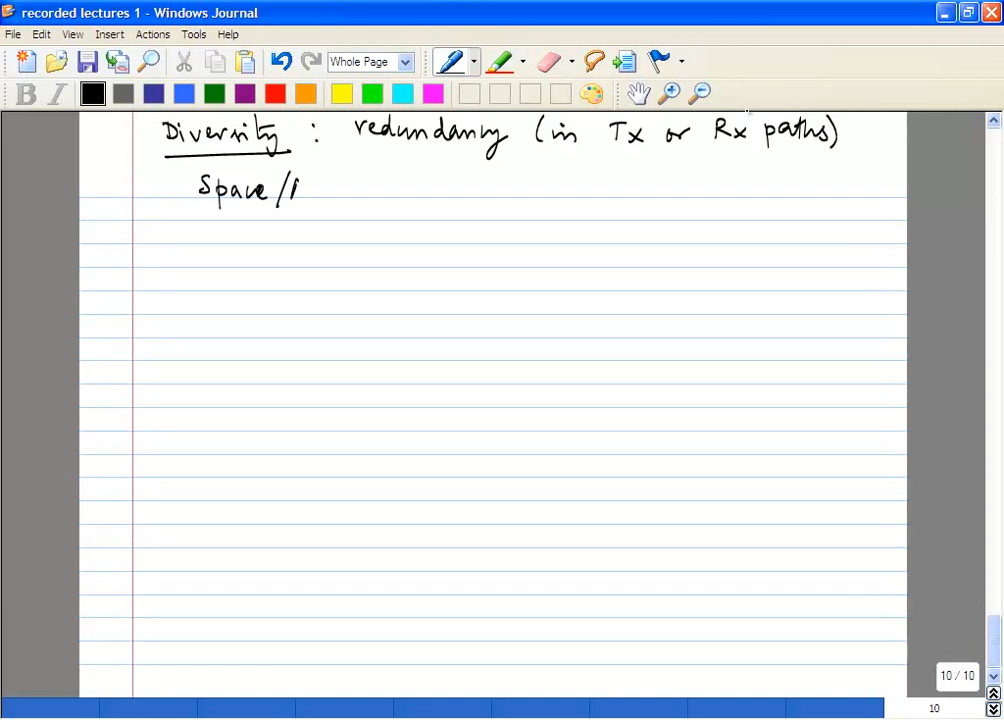 recorded lectures 1 - Windows Journal
File Edit View Insert Actions Tools Help
Whole Page
B I
Diversity : redundancy (in Tx or Rx paths)
Space/
10 / 10
10